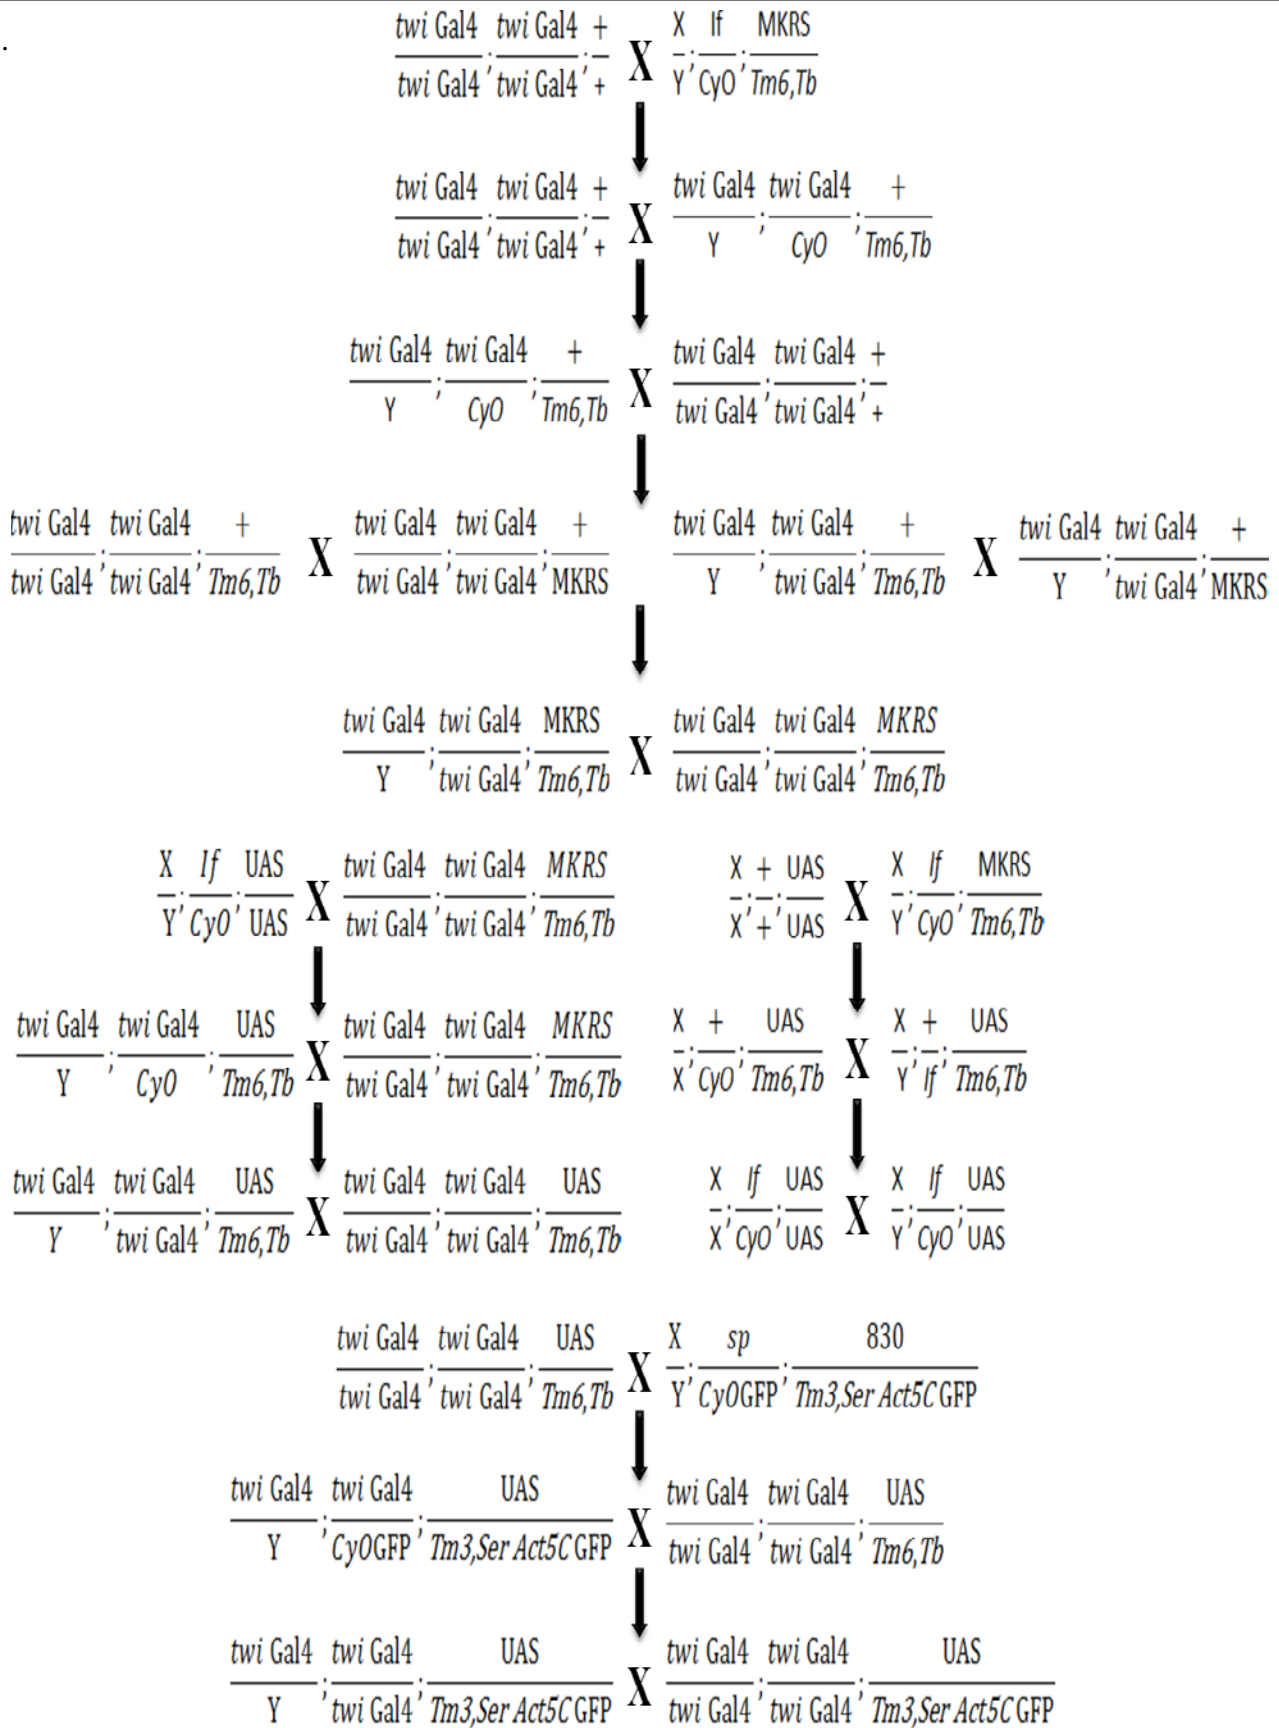 .
twi Gal4 twi Gal4 + X If MKRS
; ; X ; ;
twi Gal4 twi Gal4 + Y CyO Tm6,Tb
twi Gal4 twi Gal4 + twi Gal4 twi Gal4 +
; ; X ; ;
twi Gal4 twi Gal4 + Y CyO Tm6,Tb
twi Gal4 twi Gal4 + twi Gal4 twi Gal4 +
; ; X ; ;
Y CyO Tm6,Tb twi Gal4 twi Gal4 +
twi Gal4 twi Gal4 + twi Gal4 twi Gal4 + twi Gal4 twi Gal4 + twi Gal4 twi Gal4 +
; ; X ; ; ; ; X ; ;
twi Gal4 twi Gal4 Tm6,Tb twi Gal4 twi Gal4 MKRS Y twi Gal4 Tm6,Tb Y twi Gal4 MKRS
twi Gal4 twi Gal4 MKRS twi Gal4 twi Gal4 MKRS
; ; X ; ;
Y twi Gal4 Tm6,Tb twi Gal4 twi Gal4 Tm6,Tb
X If UAS twi Gal4 twi Gal4 MKRS X + UAS X If MKRS
; ; X ; ; ; ; X ; ;
Y CyO UAS twi Gal4 twi Gal4 Tm6,Tb X + UAS Y CyO Tm6,Tb
twi Gal4 twi Gal4 UAS twi Gal4 twi Gal4 MKRS X + UAS X + UAS
; ; X ; ; ; ; X ; ;
Y CyO Tm6,Tb twi Gal4 twi Gal4 Tm6,Tb X CyO Tm6,Tb Y If Tm6,Tb
twi Gal4 twi Gal4 UAS twi Gal4 twi Gal4 UAS X If UAS X If UAS
; ; X ; ; ; ; X ; ;
Y twi Gal4 Tm6,Tb twi Gal4 twi Gal4 Tm6,Tb X CyO UAS Y CyO UAS
twi Gal4 twi Gal4 UAS X sp 830
; ; X ; ;
twi Gal4 twi Gal4 Tm6,Tb Y CyOGFP Tm3,Ser Act5C GFP
twi Gal4 twi Gal4 UAS twi Gal4 twi Gal4 UAS
; ; X ; ;
Y CyOGFP Tm3,Ser Act5C GFP twi Gal4 twi Gal4 Tm6,Tb
twi Gal4 twi Gal4 UAS twi Gal4 twi Gal4 UAS
; ; X ; ;
Y twi Gal4 Tm3,Ser Act5C GFP twi Gal4 twi Gal4 Tm3,Ser Act5C GFP